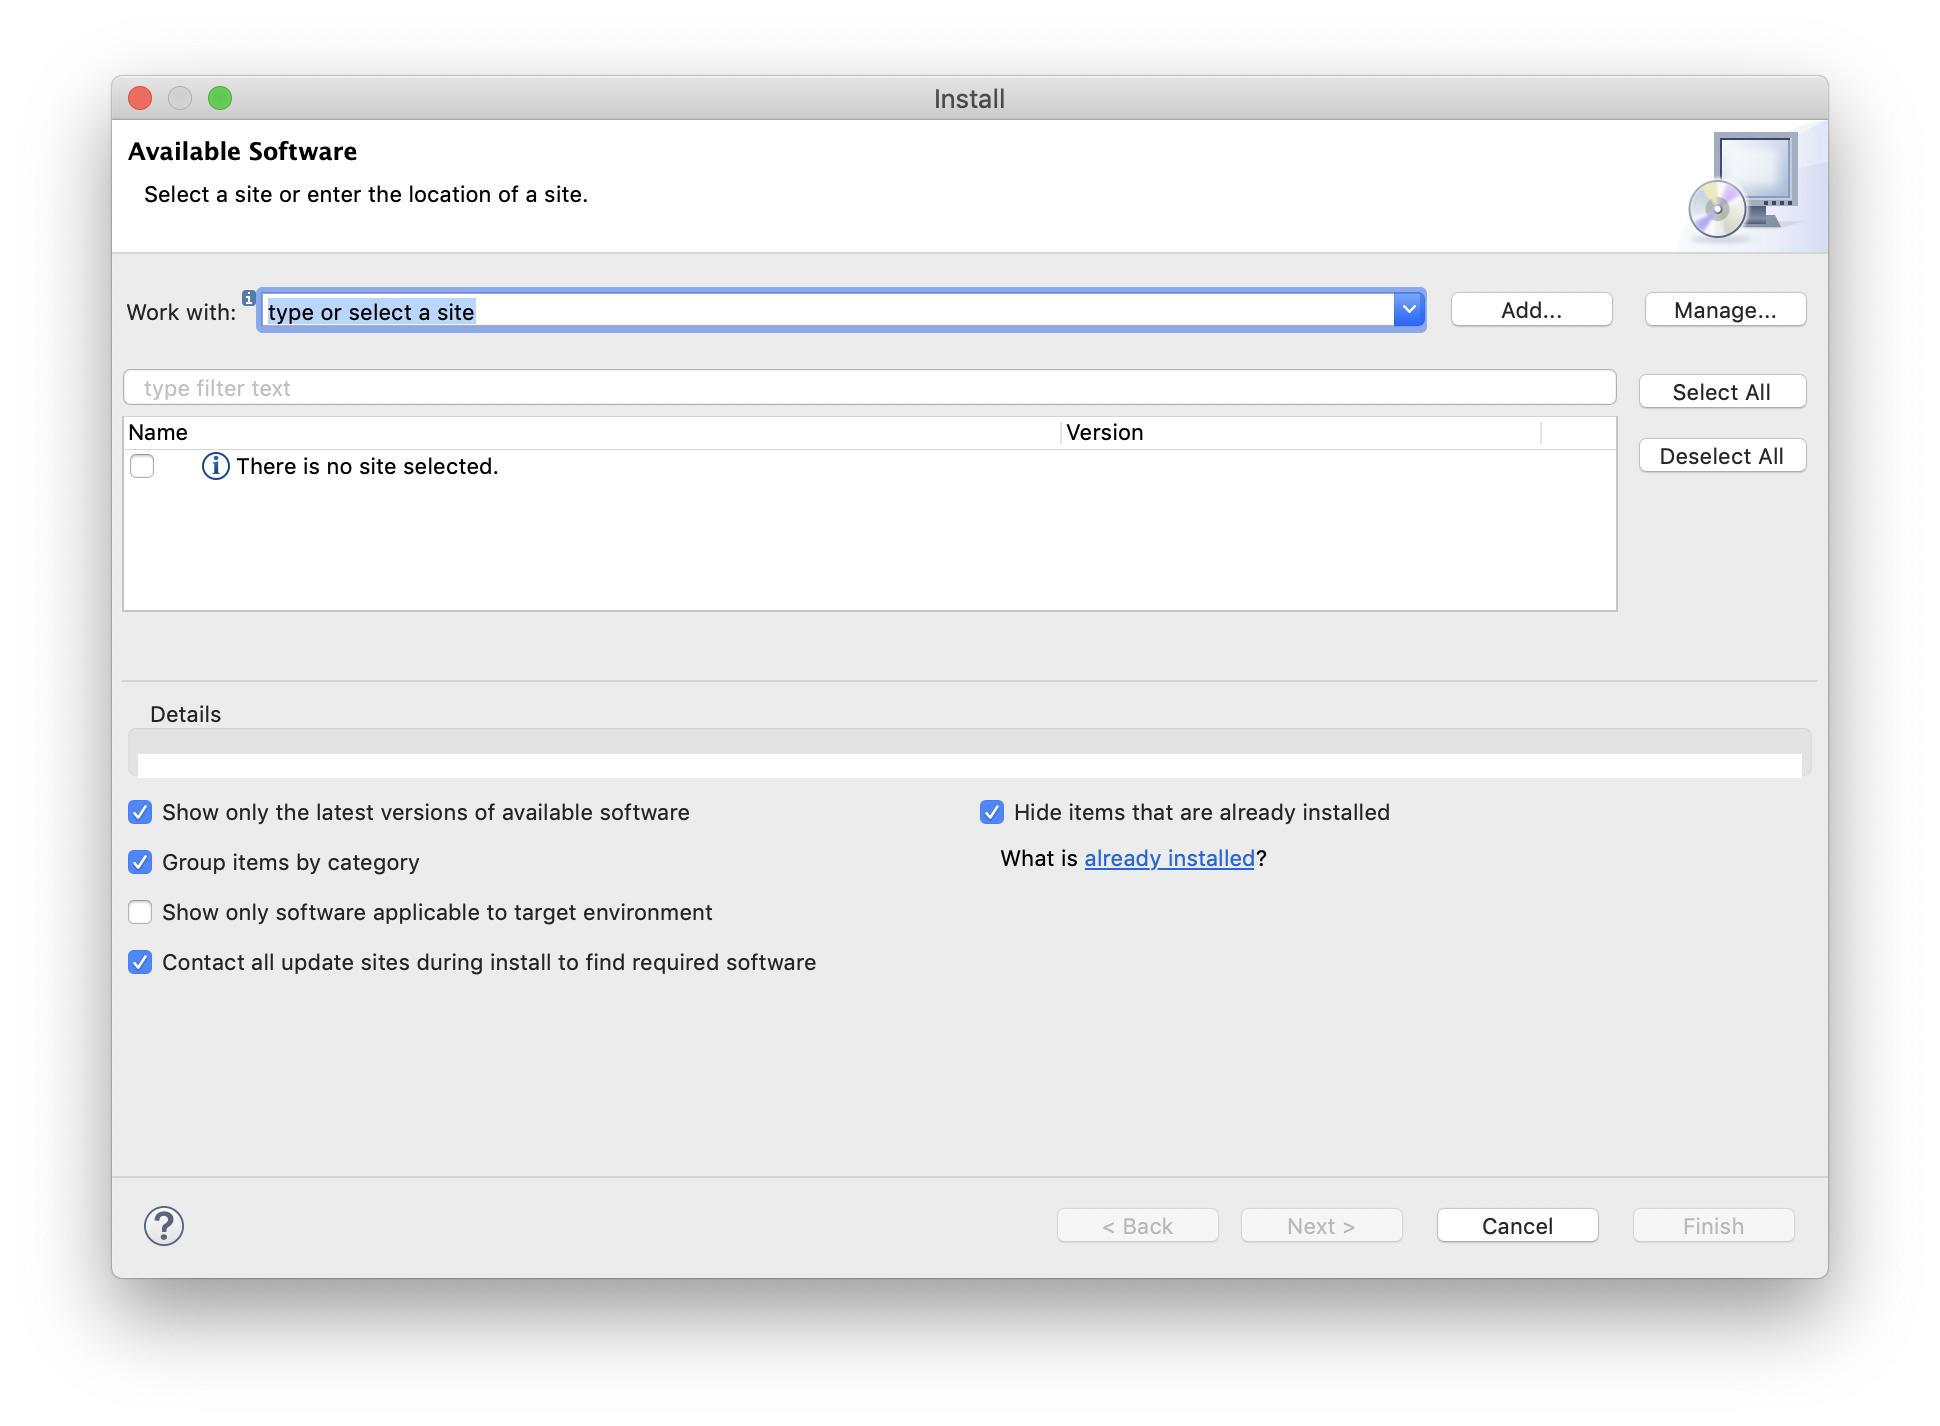 Install
Available Software
Select a site or enter the location of a site.
Work with: type or select a site Add... Manage...
type filter text Select All
Name Version
There is no site selected.
Deselect All
Details
Show only the latest versions of available software Hide items that are already installed
Group items by category What is already installed?
Show only software applicable to target environment
Contact all update sites during install to find required software
? < Back Next > Cancel Finish